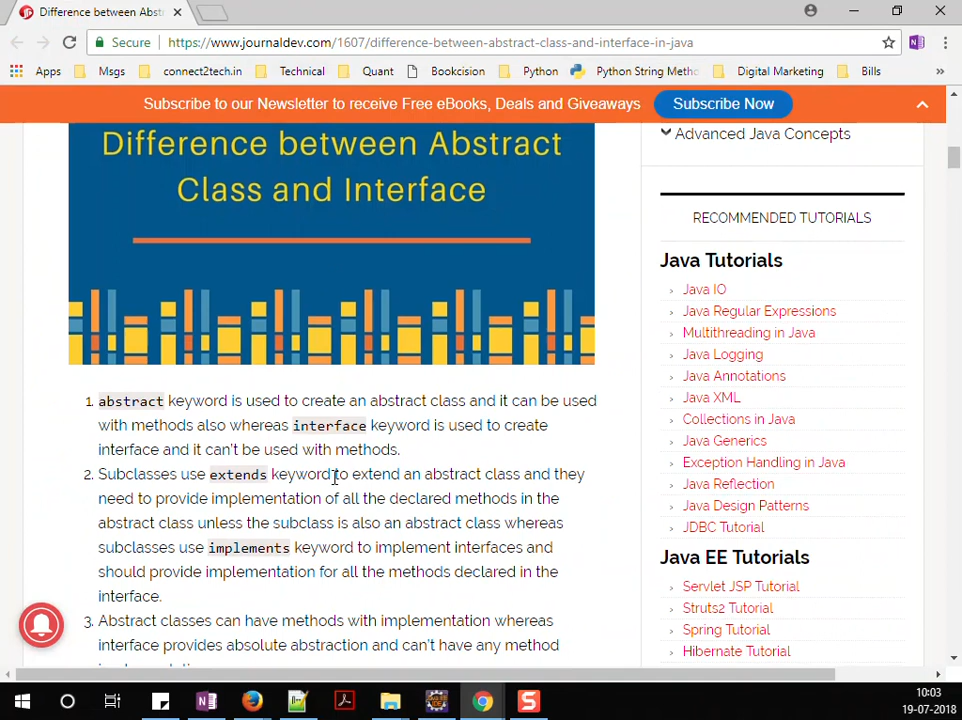 Difference between Abst
Secure
https://www.journaldev.com/1607/difference-between-abstract-class-and-interface-in-java
Apps
Msgs
connect2tech.in
Technical
Quant
Bookcision
Python
Python String Metho
Digital Marketing
Bills
»
Subscribe to our Newsletter to receive Free eBooks, Deals and Giveaways
Subscribe Now
Difference between Abstract
Class and Interface
1. abstract keyword is used to create an abstract class and it can be used
with methods also whereas interface keyword is used to create
interface and it can't be used with methods.
2. Subclasses use extends keyword to extend an abstract class and they
need to provide implementation of all the declared methods in the
abstract class unless the subclass is also an abstract class whereas
subclasses use implements keyword to implement interfaces and
should provide implementation for all the methods declared in the
interface.
3. Abstract classes can have methods with implementation whereas
interface provides absolute abstraction and can't have any method
Advanced Java Concepts
RECOMMENDED TUTORIALS
Java Tutorials
› Java IO
› Java Regular Expressions
› Multithreading in Java
› Java Logging
› Java Annotations
› Java XML
› Collections in Java
› Java Generics
› Exception Handling in Java
› Java Reflection
› Java Design Patterns
› JDBC Tutorial
Java EE Tutorials
› Servlet JSP Tutorial
› Struts2 Tutorial
› Spring Tutorial
› Hibernate Tutorial
10:03
19-07-2018